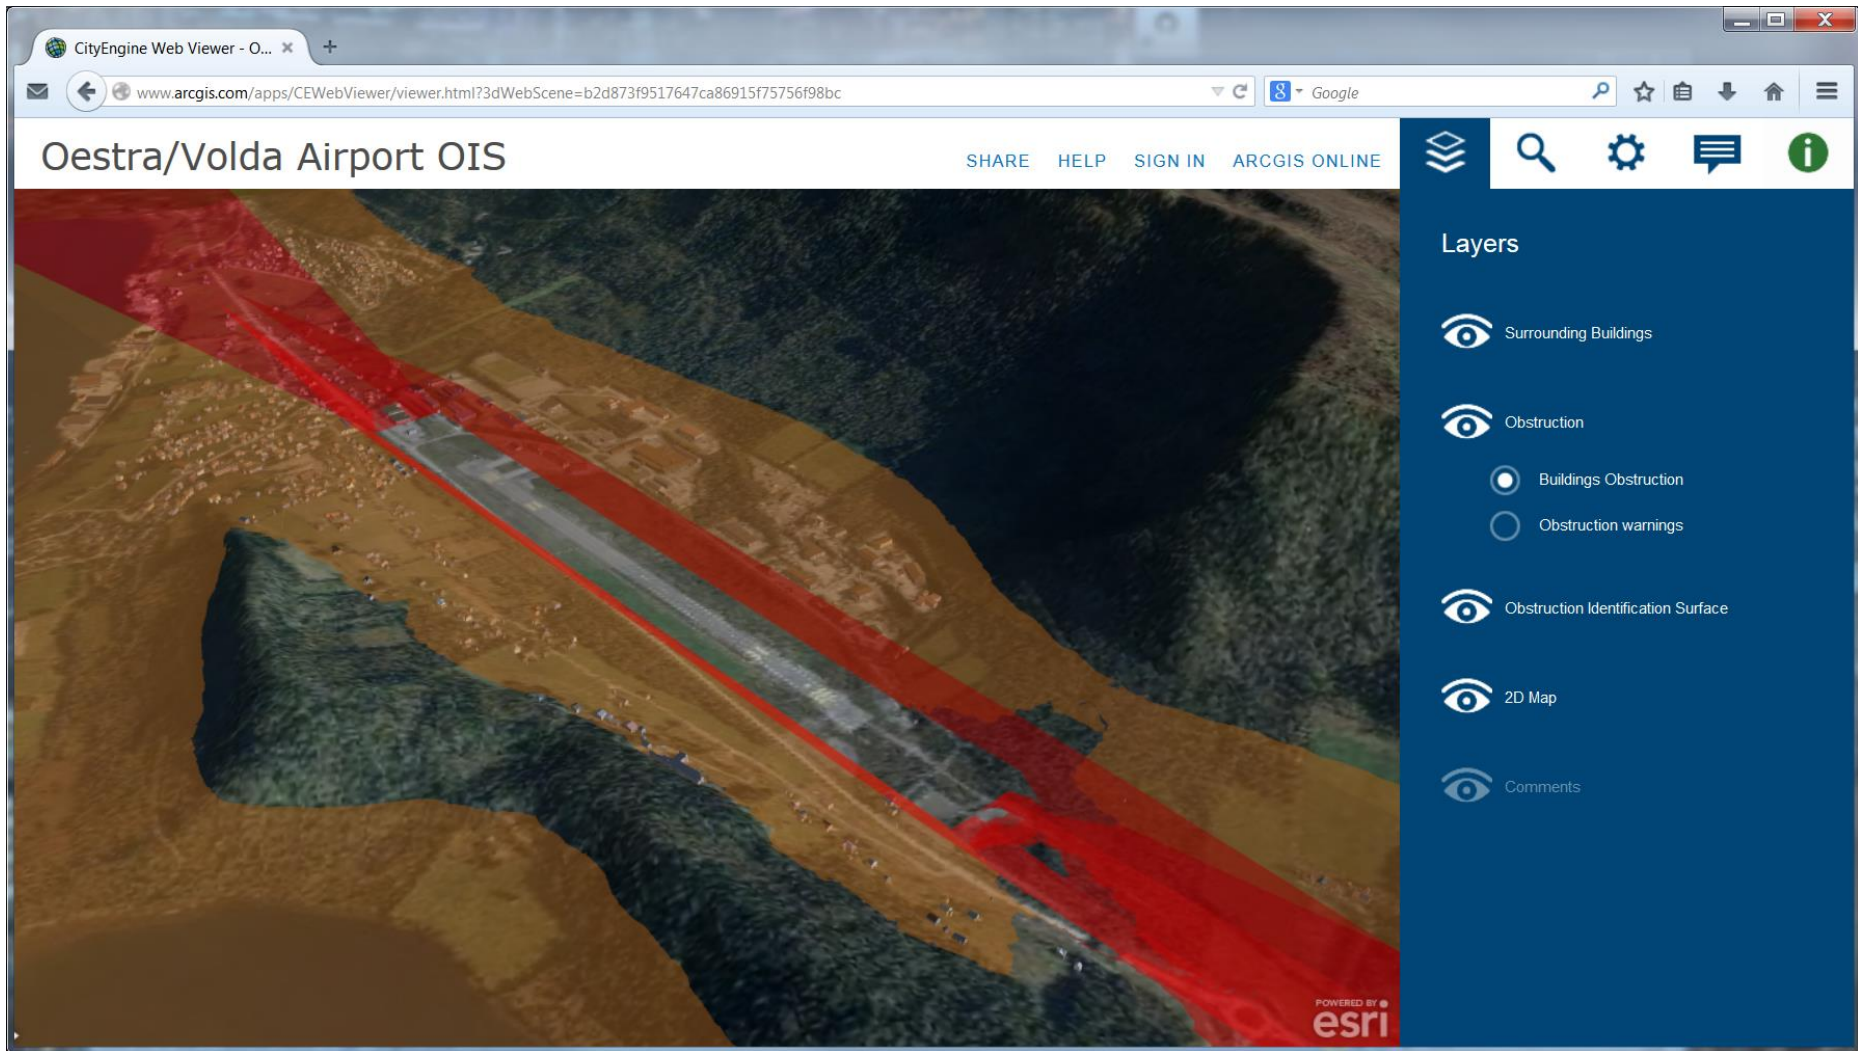 CityEngine Web Viewer - O...
www.arcgis.com/apps/CEWebViewer/viewer.html?3dWebScene=b2d873f9517647ca86915f75756f98bc
8 Google
Oestra/Volda Airport OIS
SHARE HELP SIGN IN ARCGIS ONLINE
Layers
Surrounding Buildings
Obstruction
Buildings Obstruction
Obstruction warnings
Obstruction Identification Surface
2D Map
Comments
POWERED BY
esri